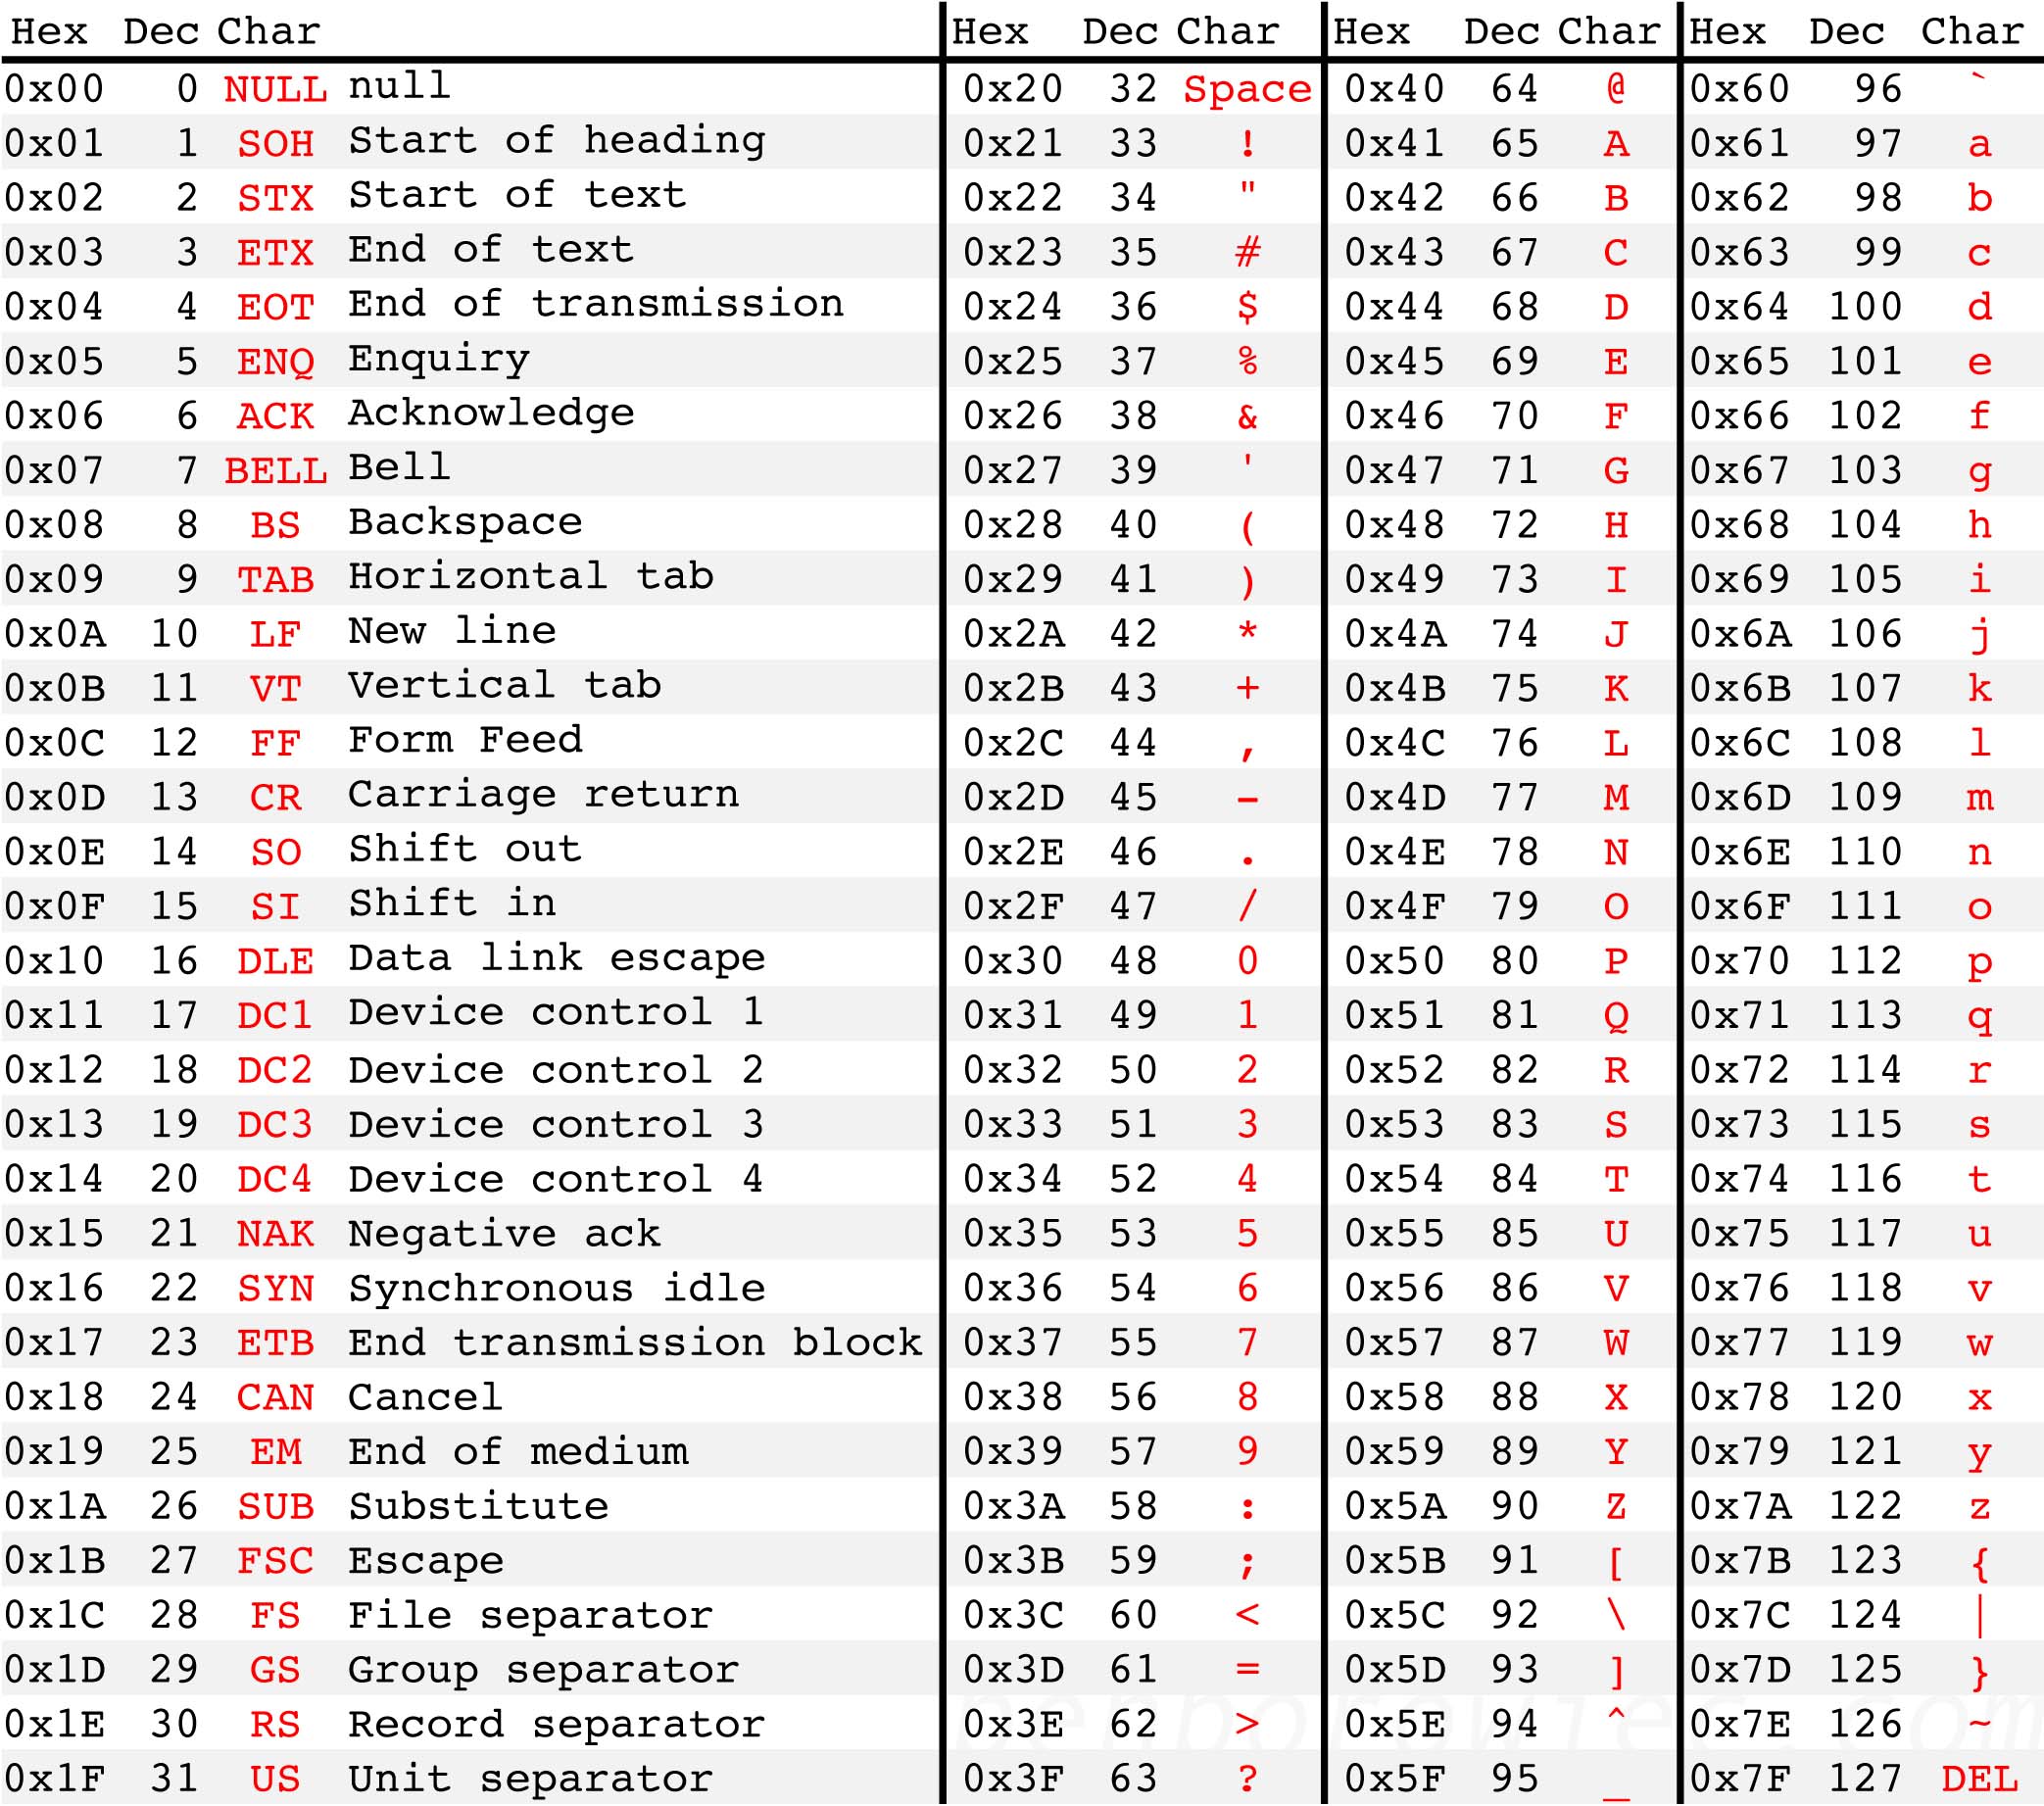 Hex Dec Char Hex Dec Char Hex Dec Char Hex Dec Char
0x00 0 NULL null 0x20 32 Space 0x40 64 @ 0x60 96 `
0x01 1 SOH Start of heading 0x21 33 ! 0x41 65 A 0x61 97 a
0x02 2 STX Start of text 0x22 34 " 0x42 66 B 0x62 98 b
0x03 3 ETX End of text 0x23 35 # 0x43 67 C 0x63 99 c
0x04 4 EOT End of transmission 0x24 36 $ 0x44 68 D 0x64 100 d
0x05 5 ENQ Enquiry 0x25 37 % 0x45 69 E 0x65 101 e
0x06 6 ACK Acknowledge 0x26 38 & 0x46 70 F 0x66 102 f
0x07 7 BELL Bell 0x27 39 ' 0x47 71 G 0x67 103 g
0x08 8 BS Backspace 0x28 40 ( 0x48 72 H 0x68 104 h
0x09 9 TAB Horizontal tab 0x29 41 ) 0x49 73 I 0x69 105 i
0x0A 10 LF New line 0x2A 42 * 0x4A 74 J 0x6A 106 j
0x0B 11 VT Vertical tab 0x2B 43 + 0x4B 75 K 0x6B 107 k
0x0C 12 FF Form Feed 0x2C 44 , 0x4C 76 L 0x6C 108 l
0x0D 13 CR Carriage return 0x2D 45 - 0x4D 77 M 0x6D 109 m
0x0E 14 SO Shift out 0x2E 46 . 0x4E 78 N 0x6E 110 n
0x0F 15 SI Shift in 0x2F 47 / 0x4F 79 O 0x6F 111 o
0x10 16 DLE Data link escape 0x30 48 0 0x50 80 P 0x70 112 p
0x11 17 DC1 Device control 1 0x31 49 1 0x51 81 Q 0x71 113 q
0x12 18 DC2 Device control 2 0x32 50 2 0x52 82 R 0x72 114 r
0x13 19 DC3 Device control 3 0x33 51 3 0x53 83 S 0x73 115 s
0x14 20 DC4 Device control 4 0x34 52 4 0x54 84 T 0x74 116 t
0x15 21 NAK Negative ack 0x35 53 5 0x55 85 U 0x75 117 u
0x16 22 SYN Synchronous idle 0x36 54 6 0x56 86 V 0x76 118 v
0x17 23 ETB End transmission block 0x37 55 7 0x57 87 W 0x77 119 w
0x18 24 CAN Cancel 0x38 56 8 0x58 88 X 0x78 120 x
0x19 25 EM End of medium 0x39 57 9 0x59 89 Y 0x79 121 y
0x1A 26 SUB Substitute 0x3A 58 : 0x5A 90 Z 0x7A 122 z
0x1B 27 FSC Escape 0x3B 59 ; 0x5B 91 [ 0x7B 123 {
0x1C 28 FS File separator 0x3C 60 < 0x5C 92 \ 0x7C 124 |
0x1D 29 GS Group separator 0x3D 61 = 0x5D 93 ] 0x7D 125 }
0x1E 30 RS Record separator 0x3E 62 > 0x5E 94 ^ 0x7E 126 ~
0x1F 31 US Unit separator 0x3F 63 ? 0x5F 95 _ 0x7F 127 DEL